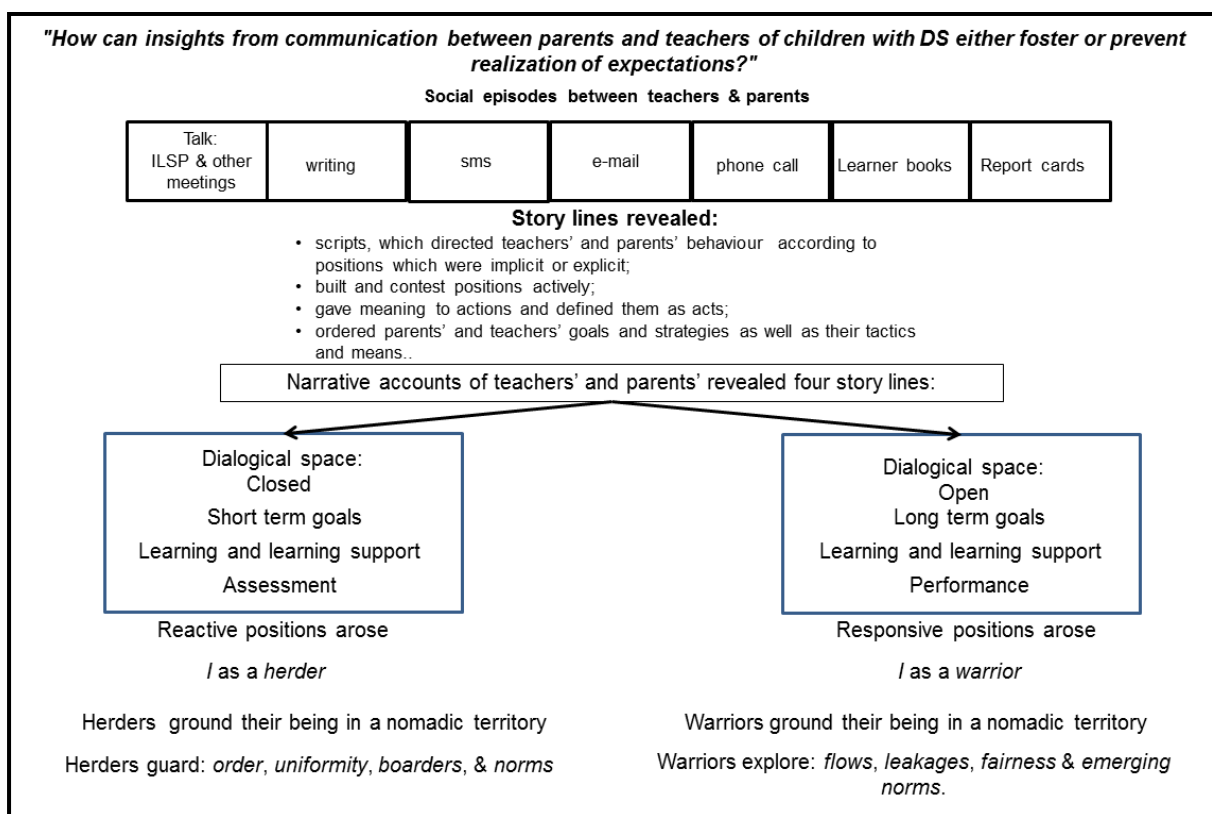 "How can insights from communication between parents and teachers of children with DS either foster or prevent
realization of expectations?"
Social episodes between teachers & parents
Talk:
ILSP & other
meetings
writing
sms
e-mail
phone call
Learner books
Report cards
Story lines revealed:
• scripts, which directed teachers' and parents' behaviour according to
positions which were implicit or explicit;
• built and contest positions actively;
• gave meaning to actions and defined them as acts;
• ordered parents' and teachers' goals and strategies as well as their tactics
and means..
Narrative accounts of teachers' and parents' revealed four story lines:
Dialogical space:
Closed
Short term goals
Learning and learning support
Assessment
Reactive positions arose
I as a herder
Herders ground their being in a nomadic territory
Herders guard: order, uniformity, boarders, & norms
Dialogical space:
Open
Long term goals
Learning and learning support
Performance
Responsive positions arose
I as a warrior
Warriors ground their being in a nomadic territory
Warriors explore: flows, leakages, fairness & emerging
norms.